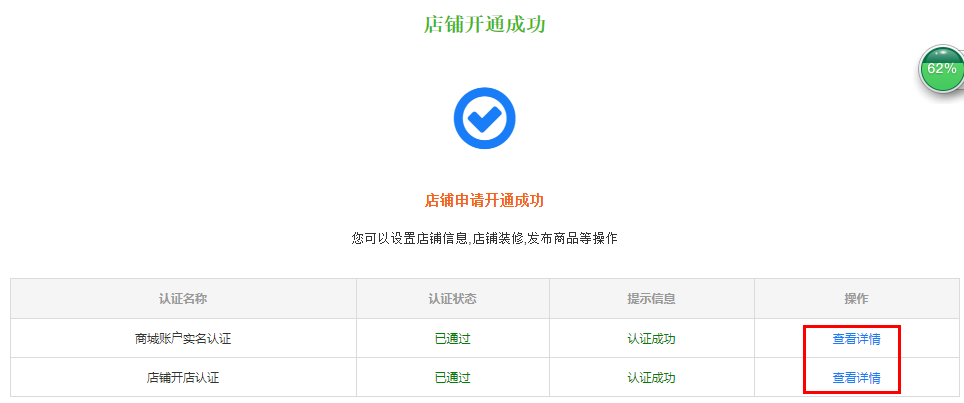 店铺开通成功
62%
店铺申请开通成功
您可以设置店铺信息,店铺装修,发布商品等操作
认证名称 认证状态 提示信息 操作
商城账户实名认证 已通过 认证成功 查看详情
店铺开店认证 已通过 认证成功 查看详情